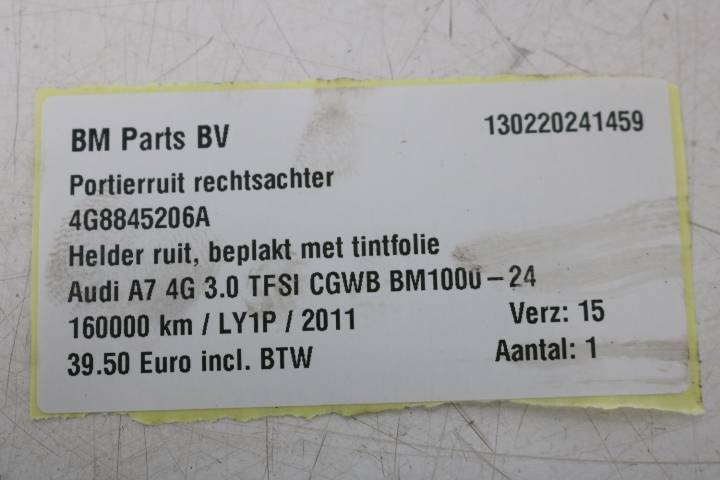 BM Parts BV 130220241459
Portierruit rechtsachter
4G8845206A
Helder ruit, beplakt met tintfolie
Audi A7 4G 3.0 TFSI CGWB BM1000-24
160000 km / LY1P / 2011 Verz: 15
39.50 Euro incl. BTW Aantal: 1